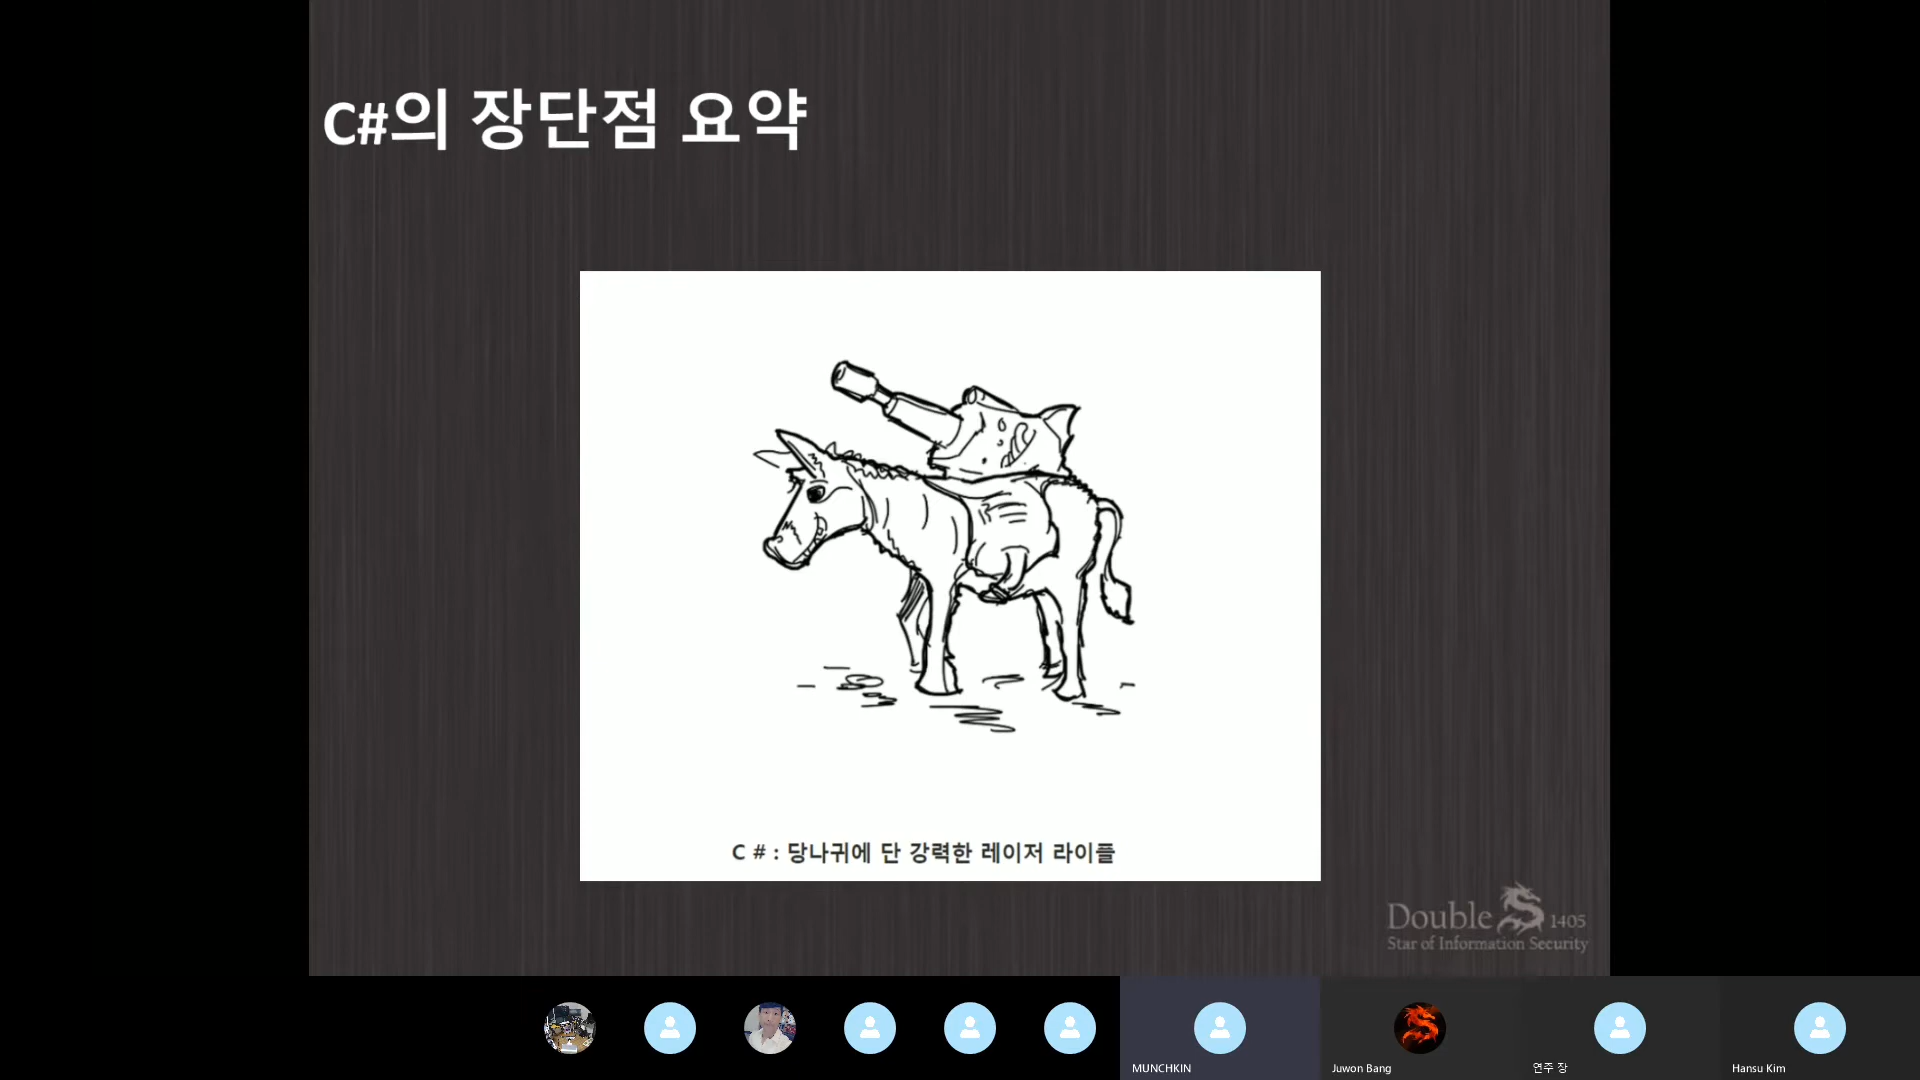 C#의 장단점 요약
C # : 당나귀에 단 강력한 레이저 라이플
Double S 1405
Star of Information Security
MUNCHKIN
Juwon Bang
연주 장
Hansu Kim